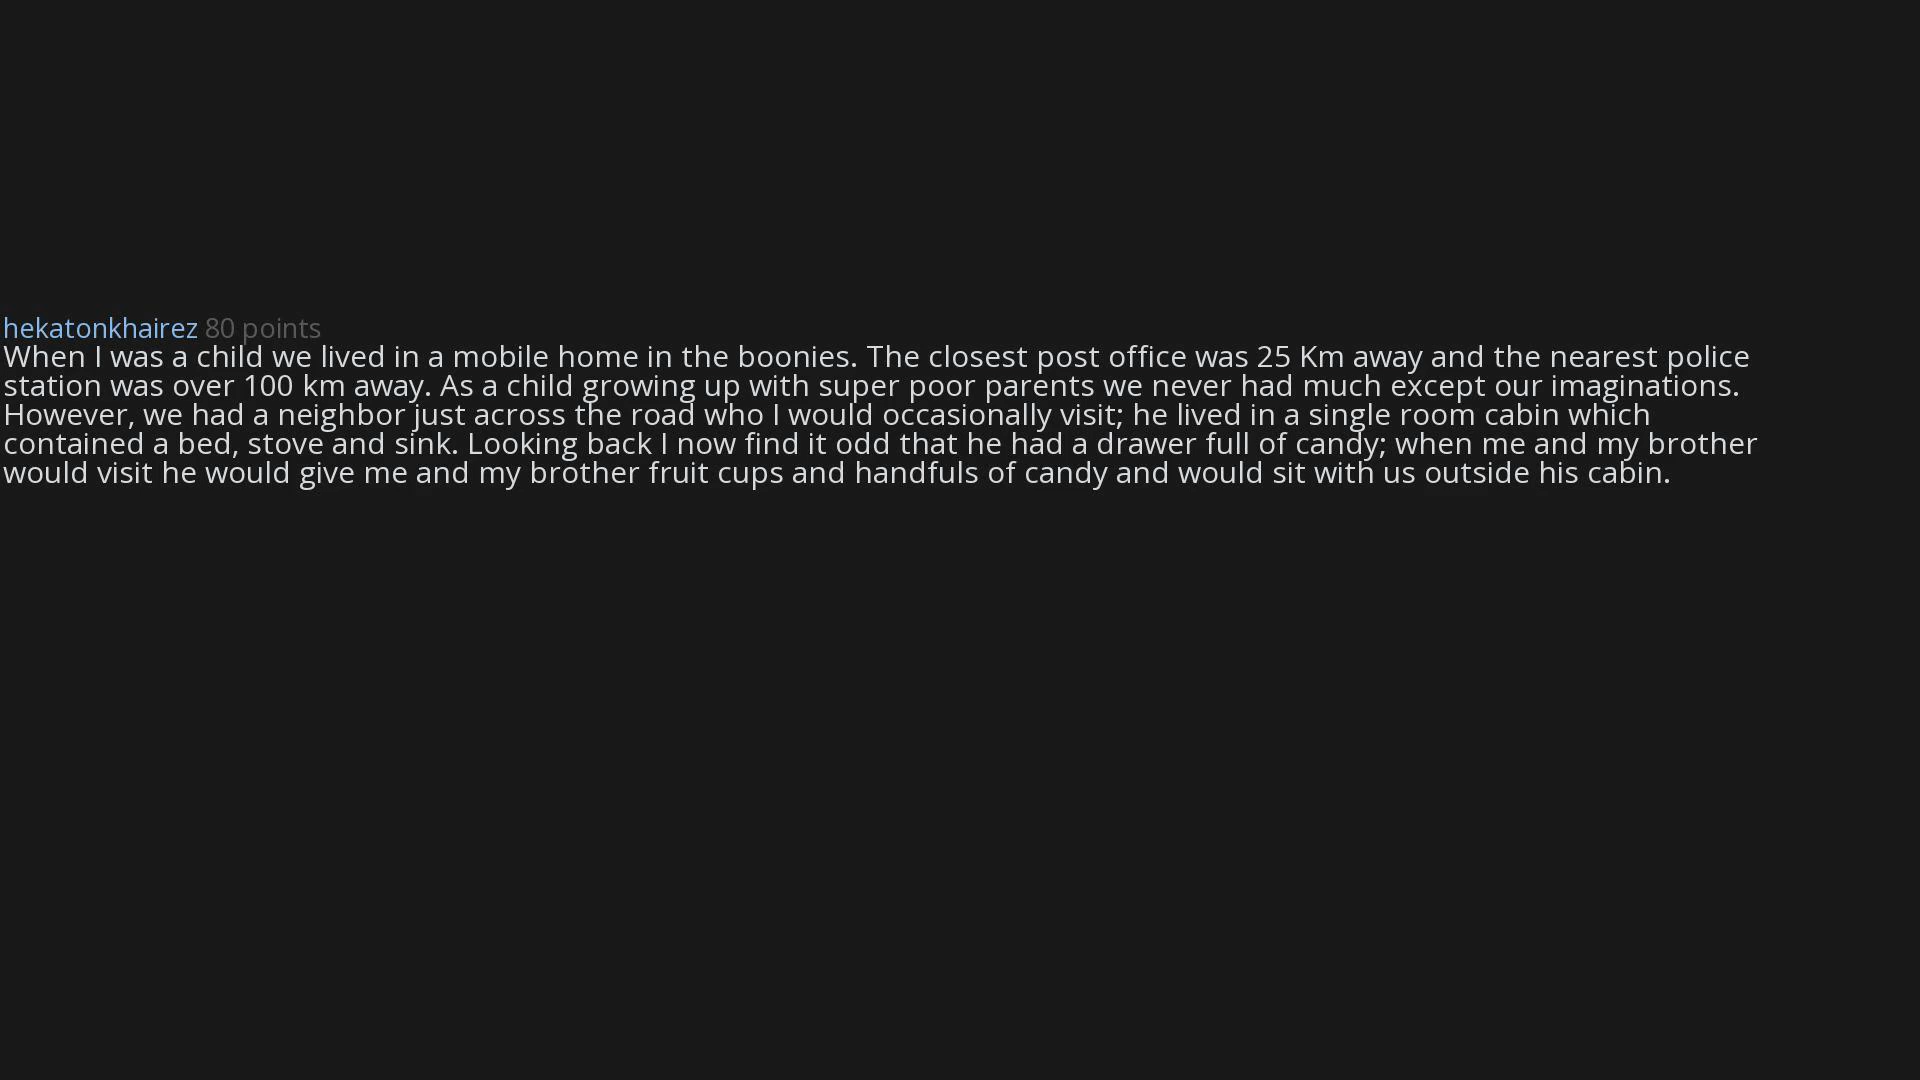 hekatonkhairez 80 points
When I was a child we lived in a mobile home in the boonies. The closest post office was 25 Km away and the nearest police
station was over 100 km away. As a child growing up with super poor parents we never had much except our imaginations.
However, we had a neighbor just across the road who I would occasionally visit; he lived in a single room cabin which
contained a bed, stove and sink. Looking back I now find it odd that he had a drawer full of candy; when me and my brother
would visit he would give me and my brother fruit cups and handfuls of candy and would sit with us outside his cabin.